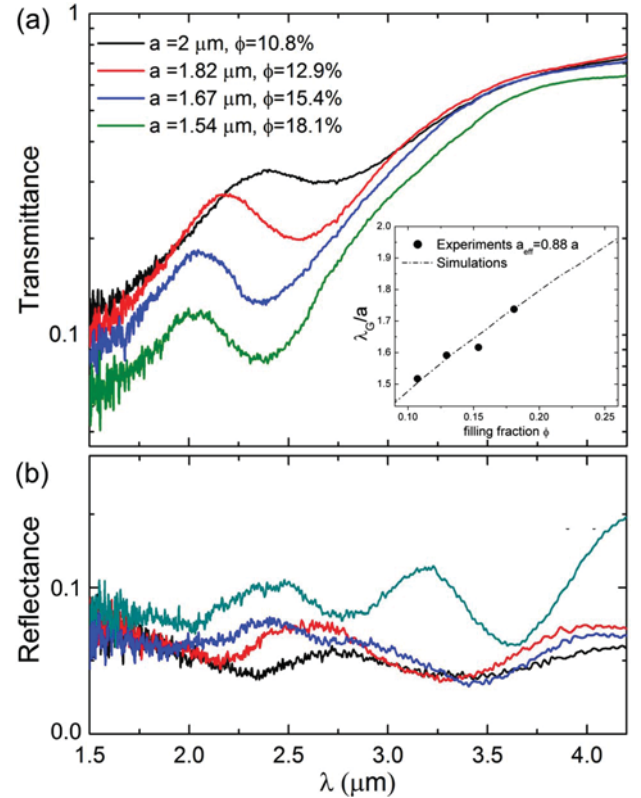 (a)
1
a =2 μm, ϕ=10.8%
a =1.82 μm, ϕ=12.9%
a =1.67 μm, ϕ=15.4%
a =1.54 μm, ϕ=18.1%
Transmittance
0.1
2.0
1.9
1.8
1.7
1.6
1.5
λG/a
Experiments aeff=0.88 a
Simulations
0.10 0.15 0.20 0.25
filling fraction ϕ
(b)
Reflectance
0.1
0.0
1.5 2.0 2.5 3.0 3.5 4.0
λ (μm)